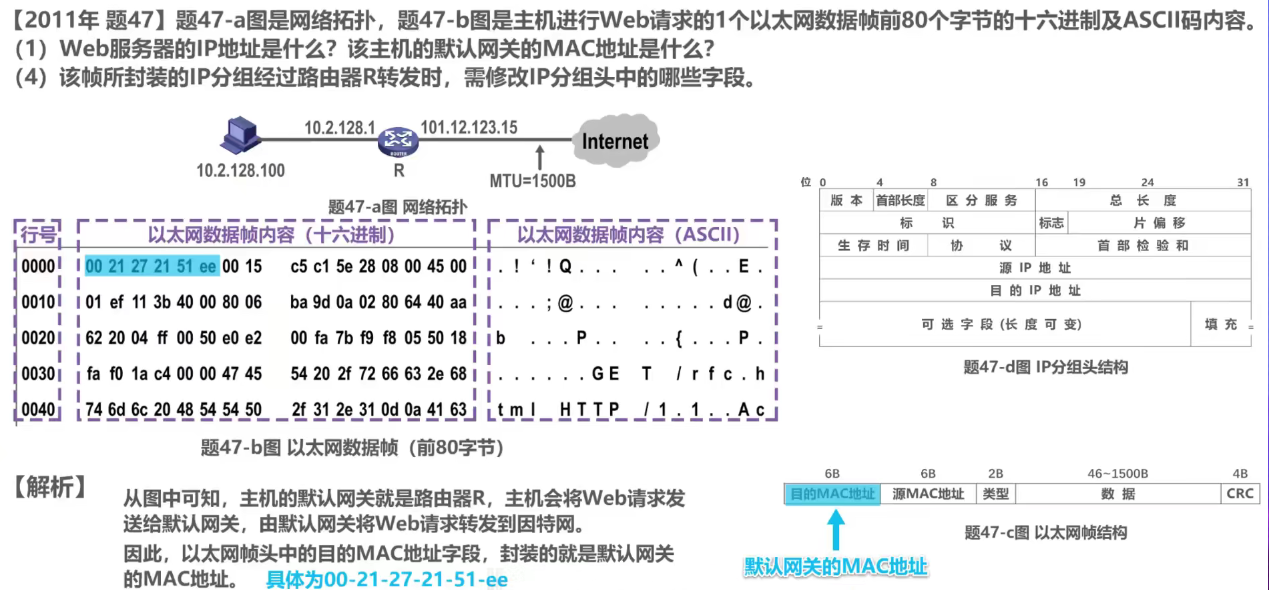 【2011年 题47】题47-a图是网络拓扑，题47-b图是主机进行Web请求的1个以太网数据帧前80个字节的十六进制及ASCII码内容。
（1）Web服务器的IP地址是什么？该主机的默认网关的MAC地址是什么？
（4）该帧所封装的IP分组经过路由器R转发时，需修改IP分组头中的哪些字段。
10.2.128.1 101.12.123.15
Internet
ROUTER
10.2.128.100 R MTU=1500B
题47-a图 网络拓扑
行号 以太网数据帧内容（十六进制） 以太网数据帧内容（ASCII）
0000 00 21 27 21 51 ee 00 15 c5 c1 5e 28 08 00 45 00 . ! ‘ ! Q . . . . . ^ ( . . E .
0010 01 ef 11 3b 40 00 80 06 ba 9d 0a 02 80 64 40 aa . . . ; @ . . . . . . . . d @ .
0020 62 20 04 ff 00 50 e0 e2 00 fa 7b f9 f8 05 50 18 b . . . P . . . . { . . . P .
0030 fa f0 1a c4 00 00 47 45 54 20 2f 72 66 63 2e 68 . . . . . . G E T / r f c . h
0040 74 6d 6c 20 48 54 54 50 2f 31 2e 31 0d 0a 41 63 t m l H T T P / 1 . 1 . . A c
题47-b图 以太网数据帧（前80字节）
位 0 4 8 16 19 24 31
版本 首部长度 区分服务 总长度
标识 标志 片偏移
生存时间 协议 首部检验和
源 IP 地址
目的 IP 地址
= 可选字段 (长度可变) 填充 =
题47-d图 IP分组头结构
【解析】
从图中可知，主机的默认网关就是路由器R，主机会将Web请求发
送给默认网关，由默认网关将Web请求转发到因特网。
因此，以太网帧头中的目的MAC地址字段，封装的就是默认网关
的MAC地址。 具体为00-21-27-21-51-ee
6B 6B 2B 46~1500B 4B
目的MAC地址 源MAC地址 类型 数据 CRC
题47-c图 以太网帧结构
默认网关的MAC地址